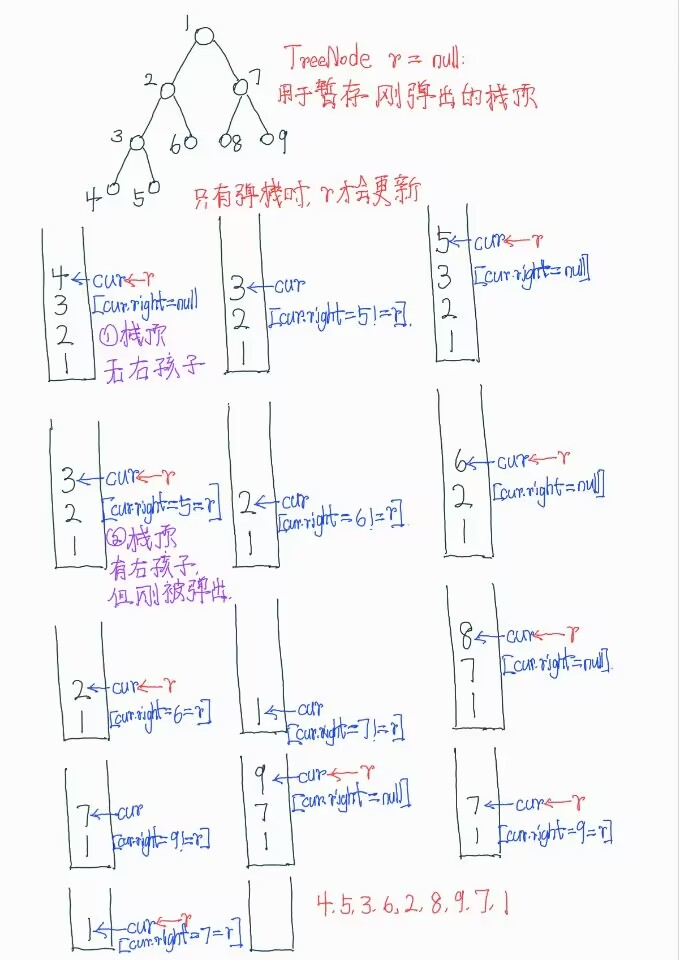 1
TreeNode r = null:
2
7
用于暂存刚弹出的栈顶
3
6
8
9
4
5
只有弹栈时, r才会更新
4 cur r
3 [cur.right=null
2 ①栈顶
1 无右孩子
3 cur
2 [cur.right=5!=r].
1
5 cur r
3 [cur.right=null]
2
1
3 cur r
2 [cur.right=5=r]
1 ②栈顶
有右孩子,
但刚被弹出.
2 cur
[cur.right=6!=r]
1
6 cur r
2 [cur.right=null]
1
2 cur r
1 [cur.right=6=r]
1 cur
[cur.right=7!=r]
8 cur r
7 [cur.right=null].
1
7 cur
1 [cur.right=9!=r]
9 cur r
7 [cur.right=null]
1
7 cur r
1 [cur.right=9=r]
1 cur r
[cur.right=7=r]
4.5.3.6.2.8.9.7.1